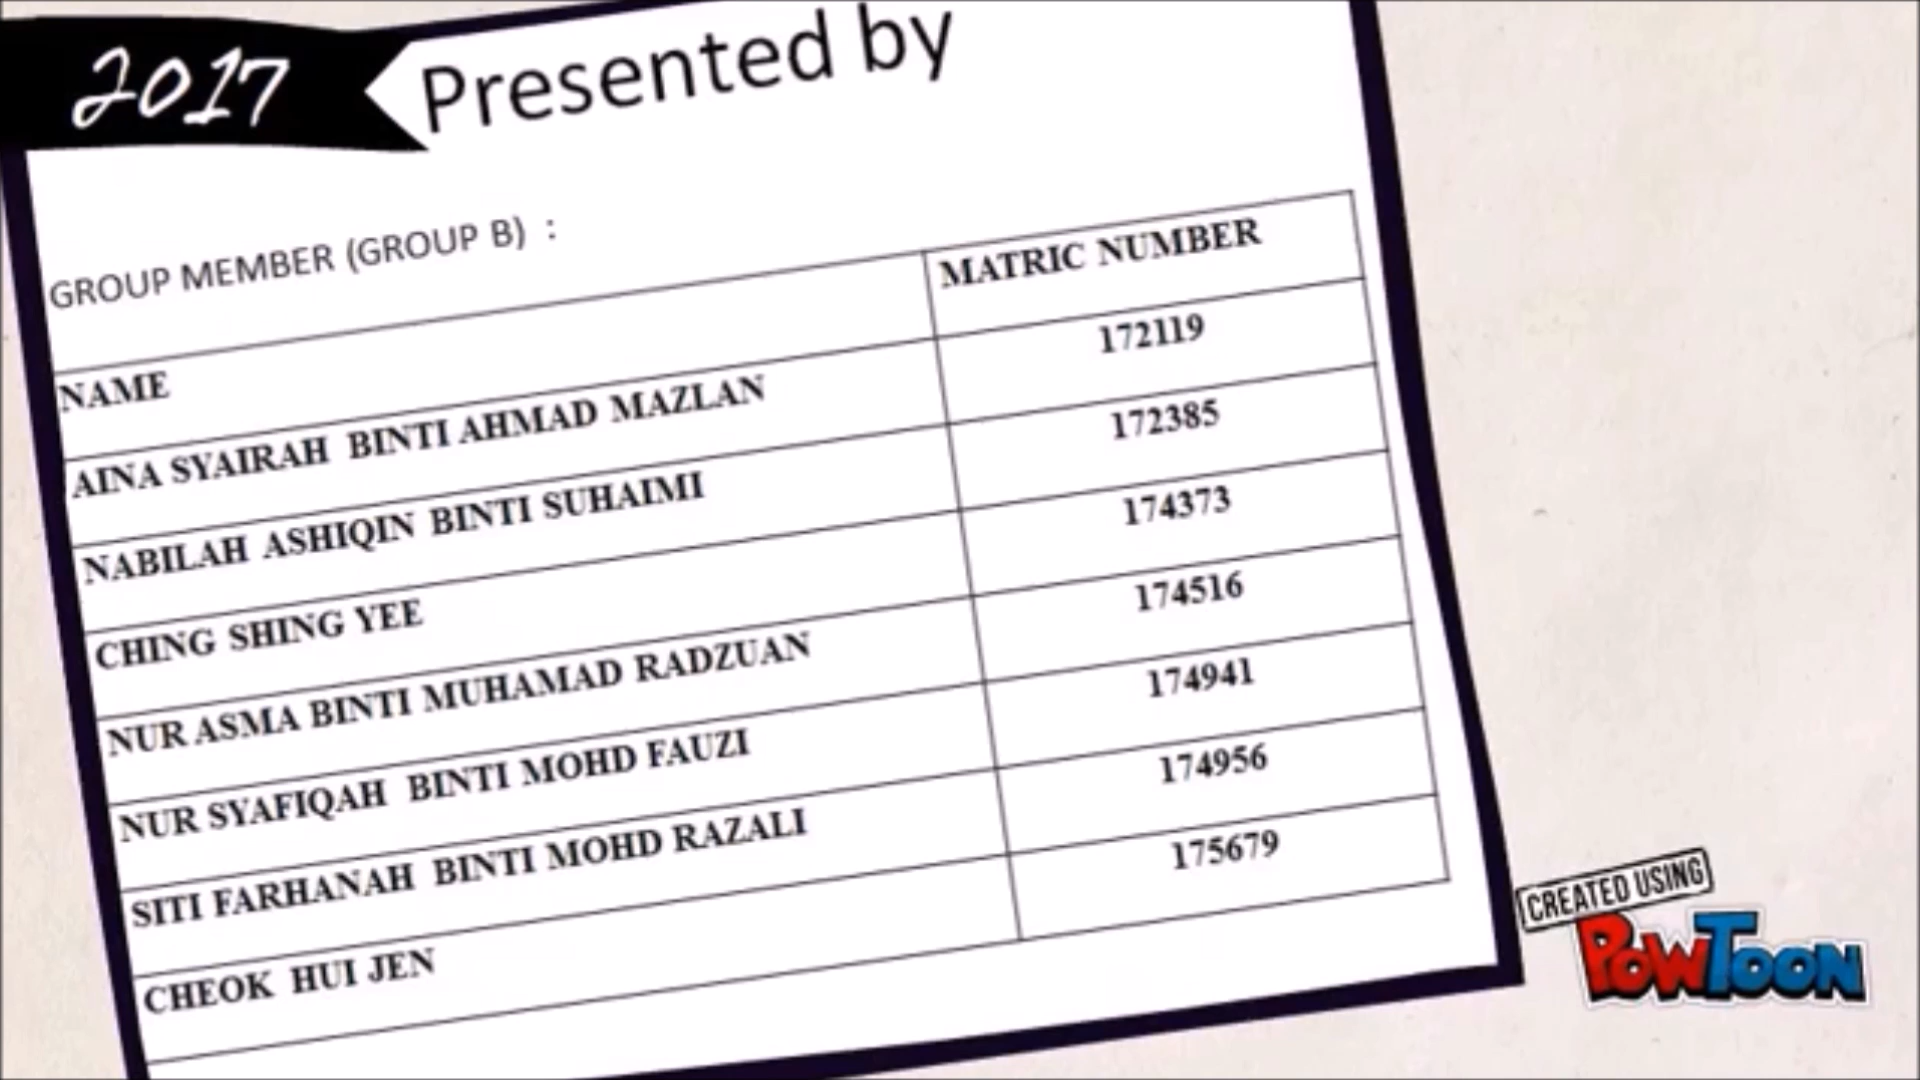 2017
Presented by
GROUP MEMBER (GROUP B) :
NAME MATRIC NUMBER
AINA SYAIRAH BINTI AHMAD MAZLAN 172119
NABILAH ASHIQIN BINTI SUHAIMI 172385
CHING SHING YEE 174373
NUR ASMA BINTI MUHAMAD RADZUAN 174516
NUR SYAFIQAH BINTI MOHD FAUZI 174941
SITI FARHANAH BINTI MOHD RAZALI 174956
CHEOK HUI JEN 175679
CREATED USING
POWTOON